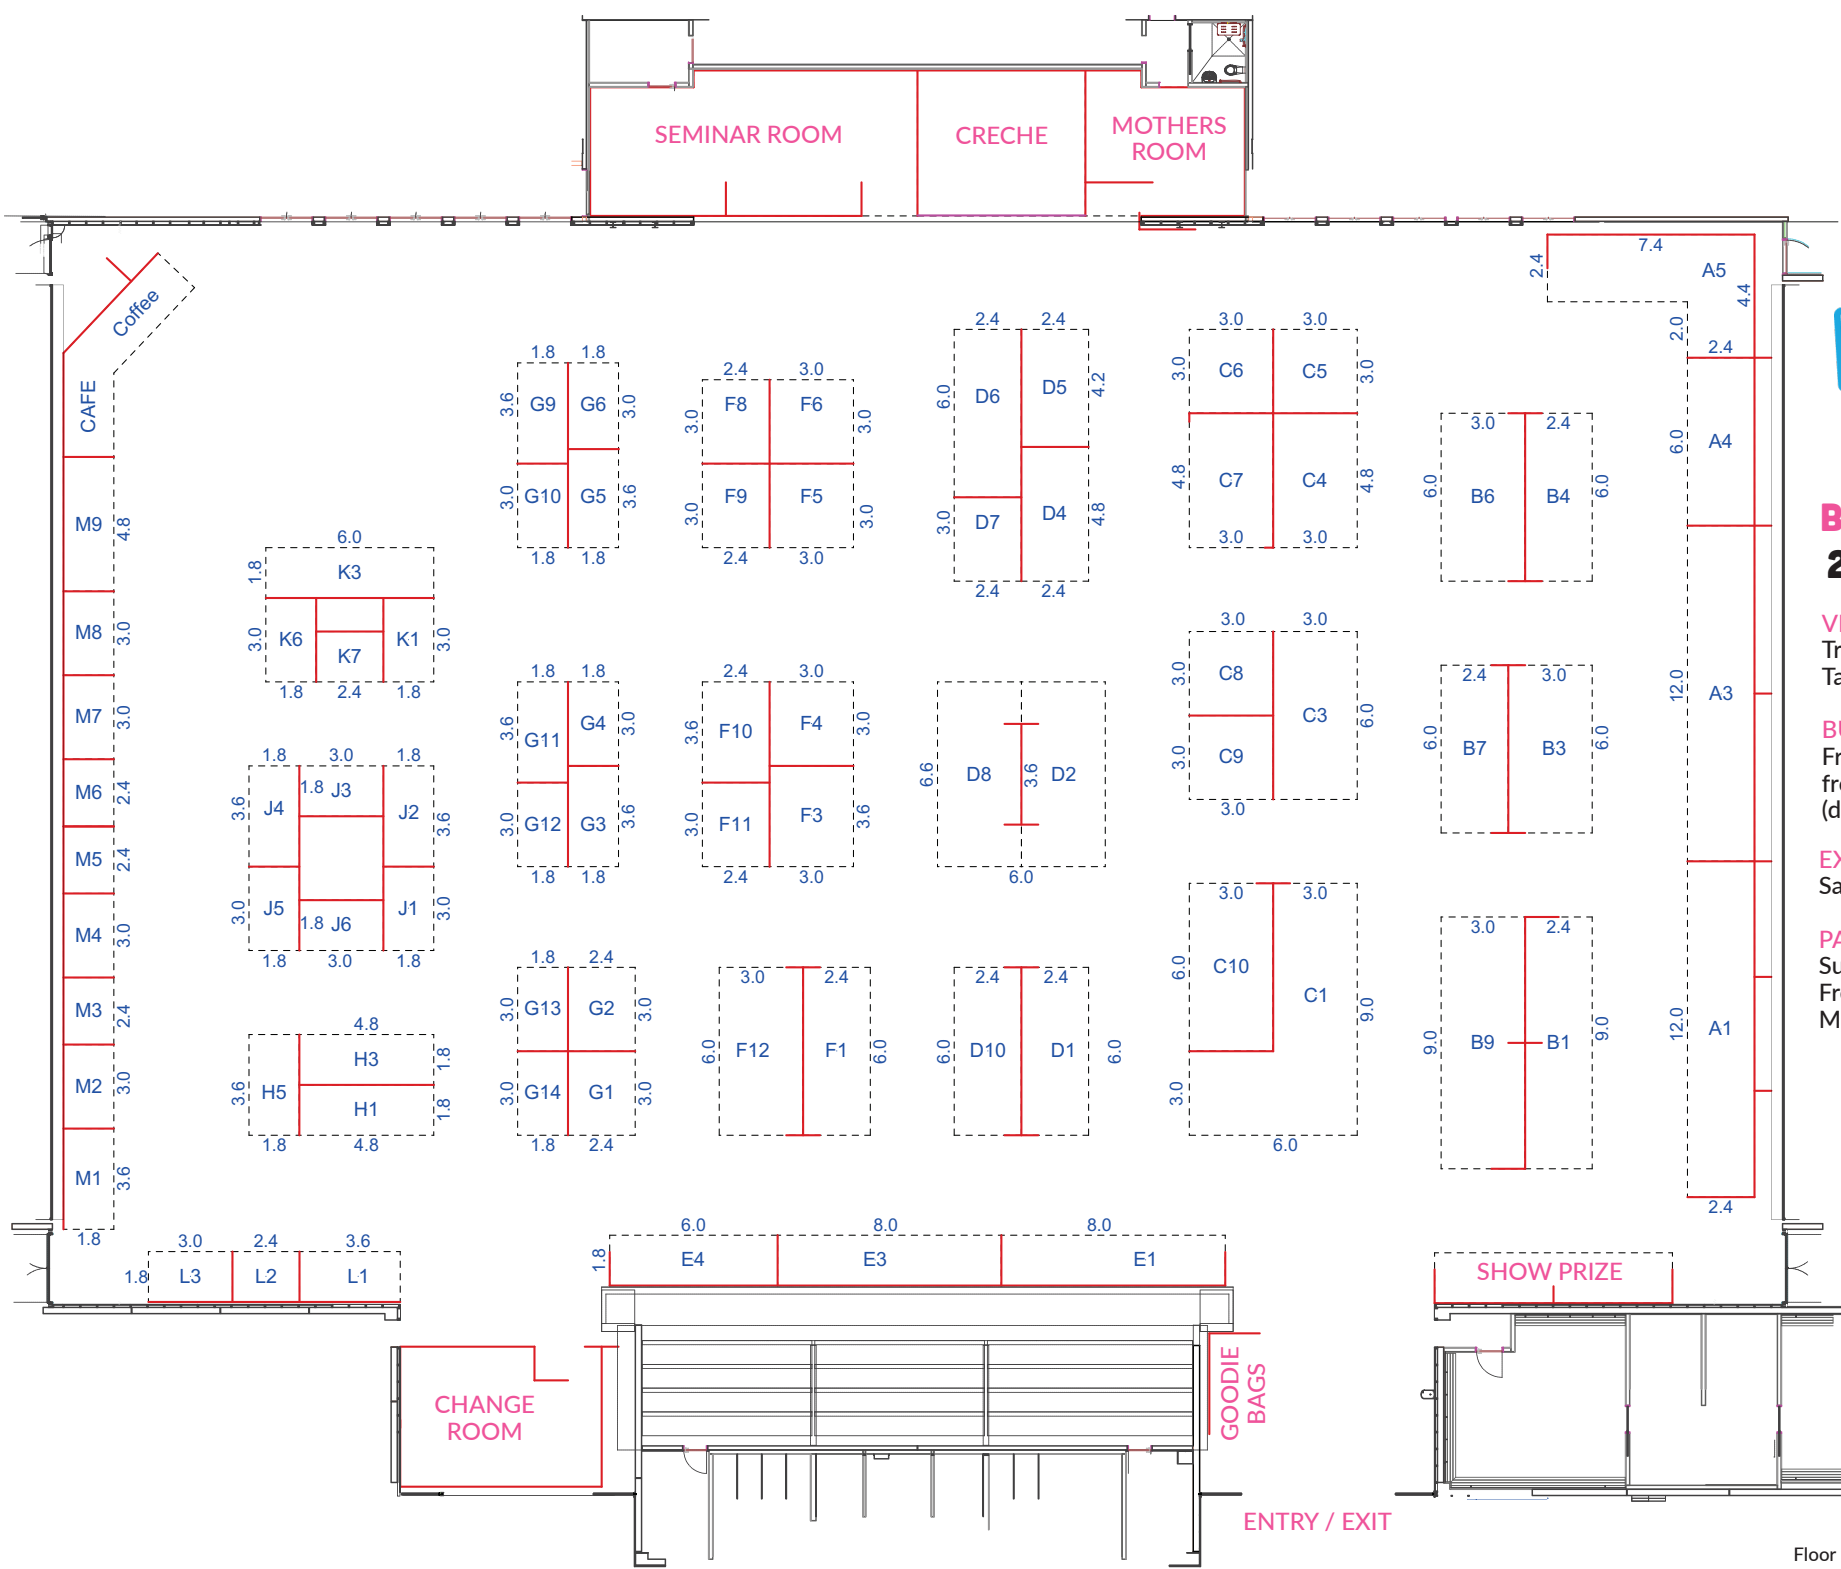 SEMINAR ROOM
CRECHE
MOTHERS
ROOM
7.4
2.4
A5
4.4
2.0
2.4
Coffee
CAFE
6.0
A4
12.0
A3
12.0
A1
2.4
1.8 1.8
3.6
G9
G6
3.0
3.0
G10
G5
3.6
1.8 1.8
2.4 3.0
3.0
F8
F6
3.0
3.0
F9
F5
3.0
2.4 3.0
2.4 2.4
6.0
D6
D5
4.2
3.0
D7
D4
4.8
2.4 2.4
3.0 3.0
3.0
C6
C5
3.0
4.8
C7
C4
4.8
3.0 3.0
3.0 2.4
6.0
B6
B4
6.0
M9
4.8
M8
3.0
M7
3.0
M6
2.4
M5
2.4
M4
3.0
M3
2.4
M2
3.0
M1
3.6
1.8
6.0
1.8
K3
3.0
K6
K7
K1
3.0
1.8 2.4 1.8
1.8 3.0 1.8
3.6
J4
1.8
J3
J2
3.6
3.0
J5
1.8
J6
J1
3.0
1.8 3.0 1.8
4.8
3.6
H5
H3
1.8
H1
1.8
1.8 4.8
1.8 1.8
3.6
G11
G4
3.0
3.0
G12
G3
3.6
1.8 1.8
2.4 3.0
3.6
F10
F4
3.0
3.0
F11
F3
3.6
2.4 3.0
6.6
D8
3.6
D2
6.0
3.0 3.0
3.0
C8
C3
6.0
3.0
C9
3.0
2.4 3.0
6.0
B7
B3
6.0
1.8 2.4
3.0
G13
G2
3.0
3.0
G14
G1
3.0
1.8 2.4
3.0 2.4
6.0
F12
F1
6.0
2.4 2.4
6.0
D10
D1
6.0
3.0 3.0
6.0
C10
C1
9.0
3.0
6.0
3.0 2.4
9.0
B9
B1
9.0
3.0 2.4 3.6
1.8
L3
L2
L1
6.0 8.0 8.0
1.8
E4
E3
E1
SHOW PRIZE
CHANGE
ROOM
GOODIE
BAGS
ENTRY / EXIT
B
2
VI
Tr
Ta
BU
Fr
fr
(d
EX
Sa
PA
Su
Fr
M
Floor